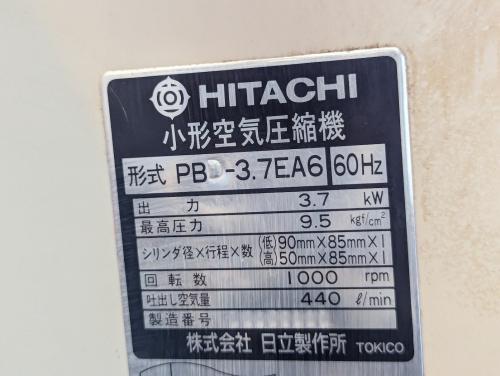 HITACHI
小形空気圧縮機
形式 PBD-3.7EA6 60Hz
出力 3.7 kW
最高圧力 9.5 kgf/cm²
シリンダ径×行程×数 (低)90mm×85mm×1
(高)50mm×85mm×1
回転数 1000 rpm
吐出し空気量 440 ℓ/min
製造番号
株式会社 日立製作所 TOKICO